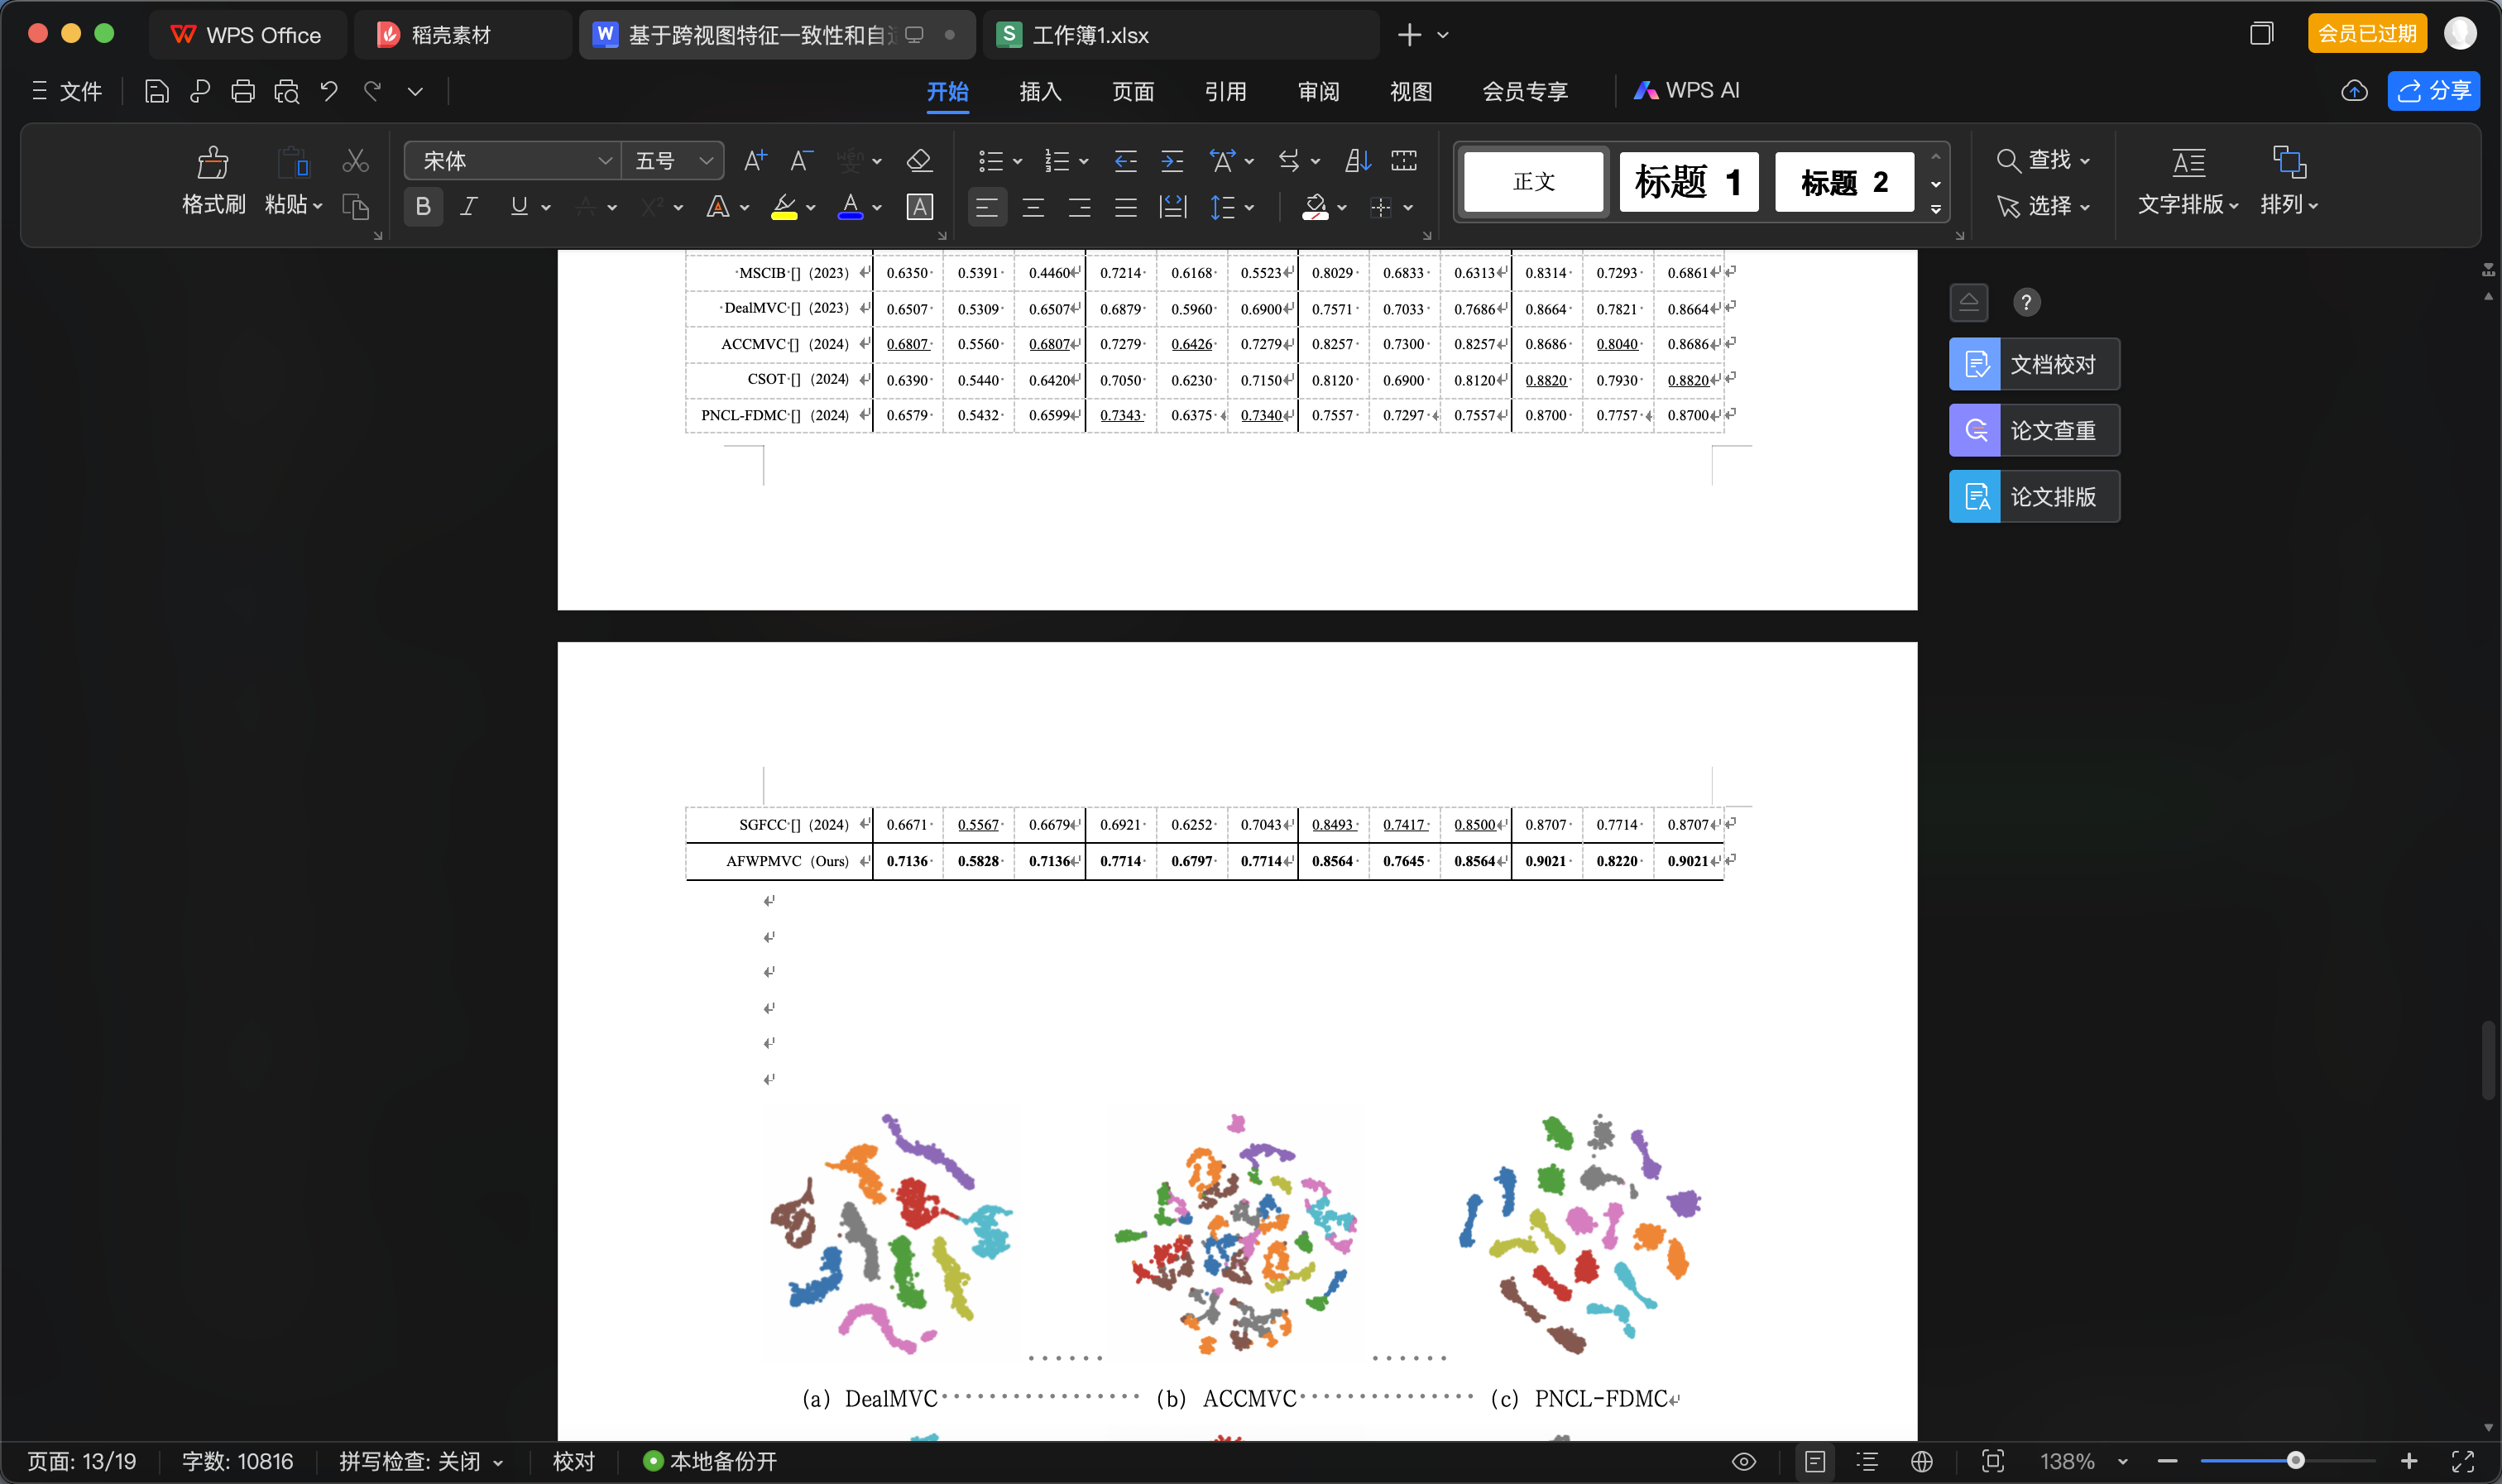 WPS Office 稻壳素材 W 基于跨视图特征一致性和自 S 工作簿1.xlsx 会员已过期
文件 开始 插入 页面 引用 审阅 视图 会员专享 WPS AI 分享
宋体 五号 正文 标题 1 标题 2 查找
格式刷 粘贴 选择 文字排版 排列
MSCIB [] (2023) 0.6350 0.5391 0.4460 0.7214 0.6168 0.5523 0.8029 0.6833 0.6313 0.8314 0.7293 0.6861
DealMVC [] (2023) 0.6507 0.5309 0.6507 0.6879 0.5960 0.6900 0.7571 0.7033 0.7686 0.8664 0.7821 0.8664
ACCMVC [] (2024) 0.6807 0.5560 0.6807 0.7279 0.6426 0.7279 0.8257 0.7300 0.8257 0.8686 0.8040 0.8686
CSOT [] (2024) 0.6390 0.5440 0.6420 0.7050 0.6230 0.7150 0.8120 0.6900 0.8120 0.8820 0.7930 0.8820
PNCL-FDMC [] (2024) 0.6579 0.5432 0.6599 0.7343 0.6375 0.7340 0.7557 0.7297 0.7557 0.8700 0.7757 0.8700
文档校对
论文查重
论文排版
SGFCC [] (2024) 0.6671 0.5567 0.6679 0.6921 0.6252 0.7043 0.8493 0.7417 0.8500 0.8707 0.7714 0.8707
AFWPMVC (Ours) 0.7136 0.5828 0.7136 0.7714 0.6797 0.7714 0.8564 0.7645 0.8564 0.9021 0.8220 0.9021
(a) DealMVC (b) ACCMVC (c) PNCL-FDMC
页面: 13/19 字数: 10816 拼写检查: 关闭 校对 本地备份开 138%